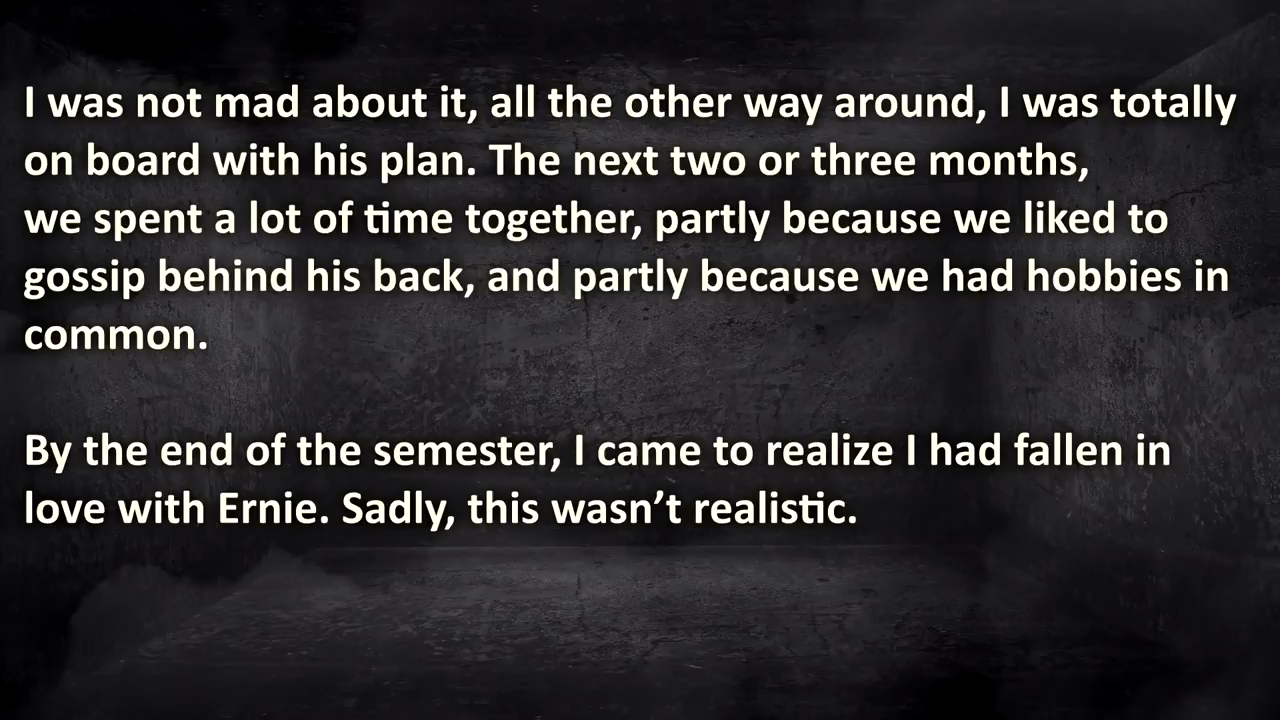 I was not mad about it, all the other way around, I was totally
on board with his plan. The next two or three months,
we spent a lot of time together, partly because we liked to
gossip behind his back, and partly because we had hobbies in
common.
By the end of the semester, I came to realize I had fallen in
love with Ernie. Sadly, this wasn’t realistic.